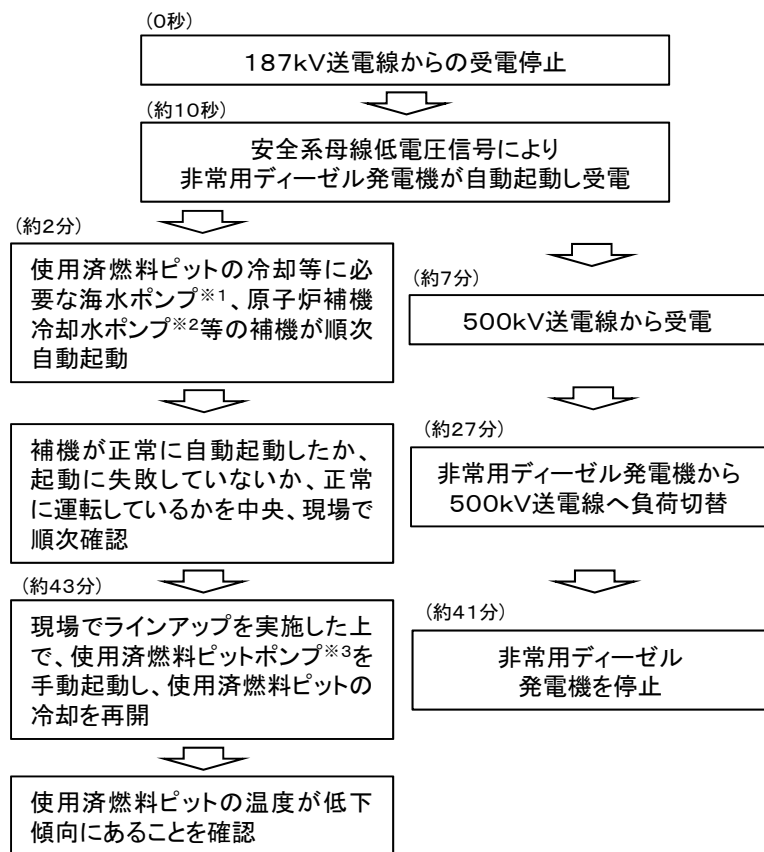 (0秒)
187kV送電線からの受電停止
(約10秒)
安全系母線低電圧信号により
非常用ディーゼル発電機が自動起動し受電
(約2分)
使用済燃料ピットの冷却等に必
要な海水ポンプ※1、原子炉補機
冷却水ポンプ※2等の補機が順次
自動起動
補機が正常に自動起動したか、
起動に失敗していないか、正常
に運転しているかを中央、現場で
順次確認
(約43分)
現場でラインアップを実施した上
で、使用済燃料ピットポンプ※3を
手動起動し、使用済燃料ピットの
冷却を再開
使用済燃料ピットの温度が低下
傾向にあることを確認
(約7分)
500kV送電線から受電
(約27分)
非常用ディーゼル発電機から
500kV送電線へ負荷切替
(約41分)
非常用ディーゼル
発電機を停止